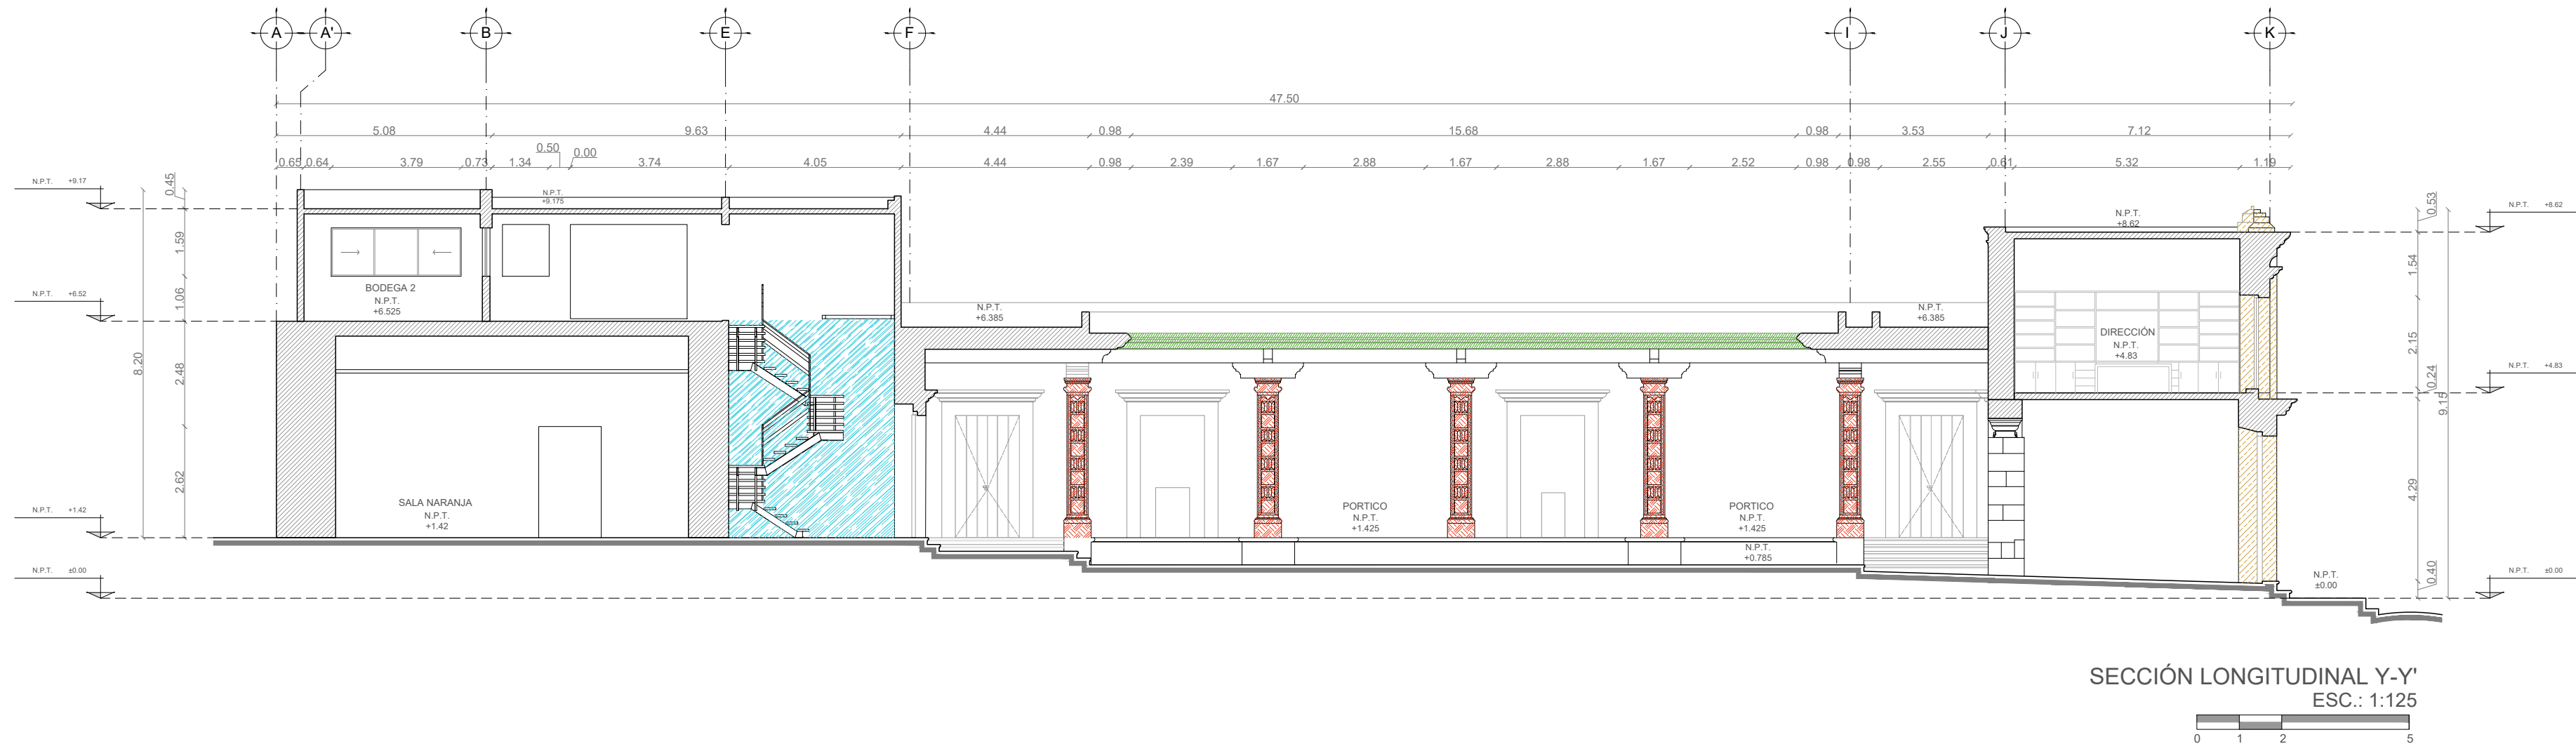 A A' B E F I J K
47.50
5.08 9.63 4.44 0.98 15.68 0.98 3.53 7.12
0.65 0.64 3.79 0.73 1.34 0.50 0.00 3.74 4.05 4.44 0.98 2.39 1.67 2.88 1.67 2.88 1.67 2.52 0.98 0.98 2.55 0.61 5.32 1.19
N.P.T. +9.17
N.P.T. +6.52
N.P.T. +1.42
N.P.T. ±0.00
8.20
0.45
1.59
1.06
2.48
2.62
N.P.T.
+9.175
BODEGA 2
N.P.T.
+6.525
SALA NARANJA
N.P.T.
+1.42
N.P.T.
+6.385
PORTICO
N.P.T.
+1.425
PORTICO
N.P.T.
+1.425
N.P.T.
+0.785
N.P.T.
+6.385
N.P.T.
+8.62
DIRECCIÓN
N.P.T.
+4.83
N.P.T.
±0.00
0.53
1.54
2.15
0.24
4.29
0.40
9.15
N.P.T. +8.62
N.P.T. +4.83
N.P.T. ±0.00
SECCIÓN LONGITUDINAL Y-Y'
ESC.: 1:125
0 1 2 5